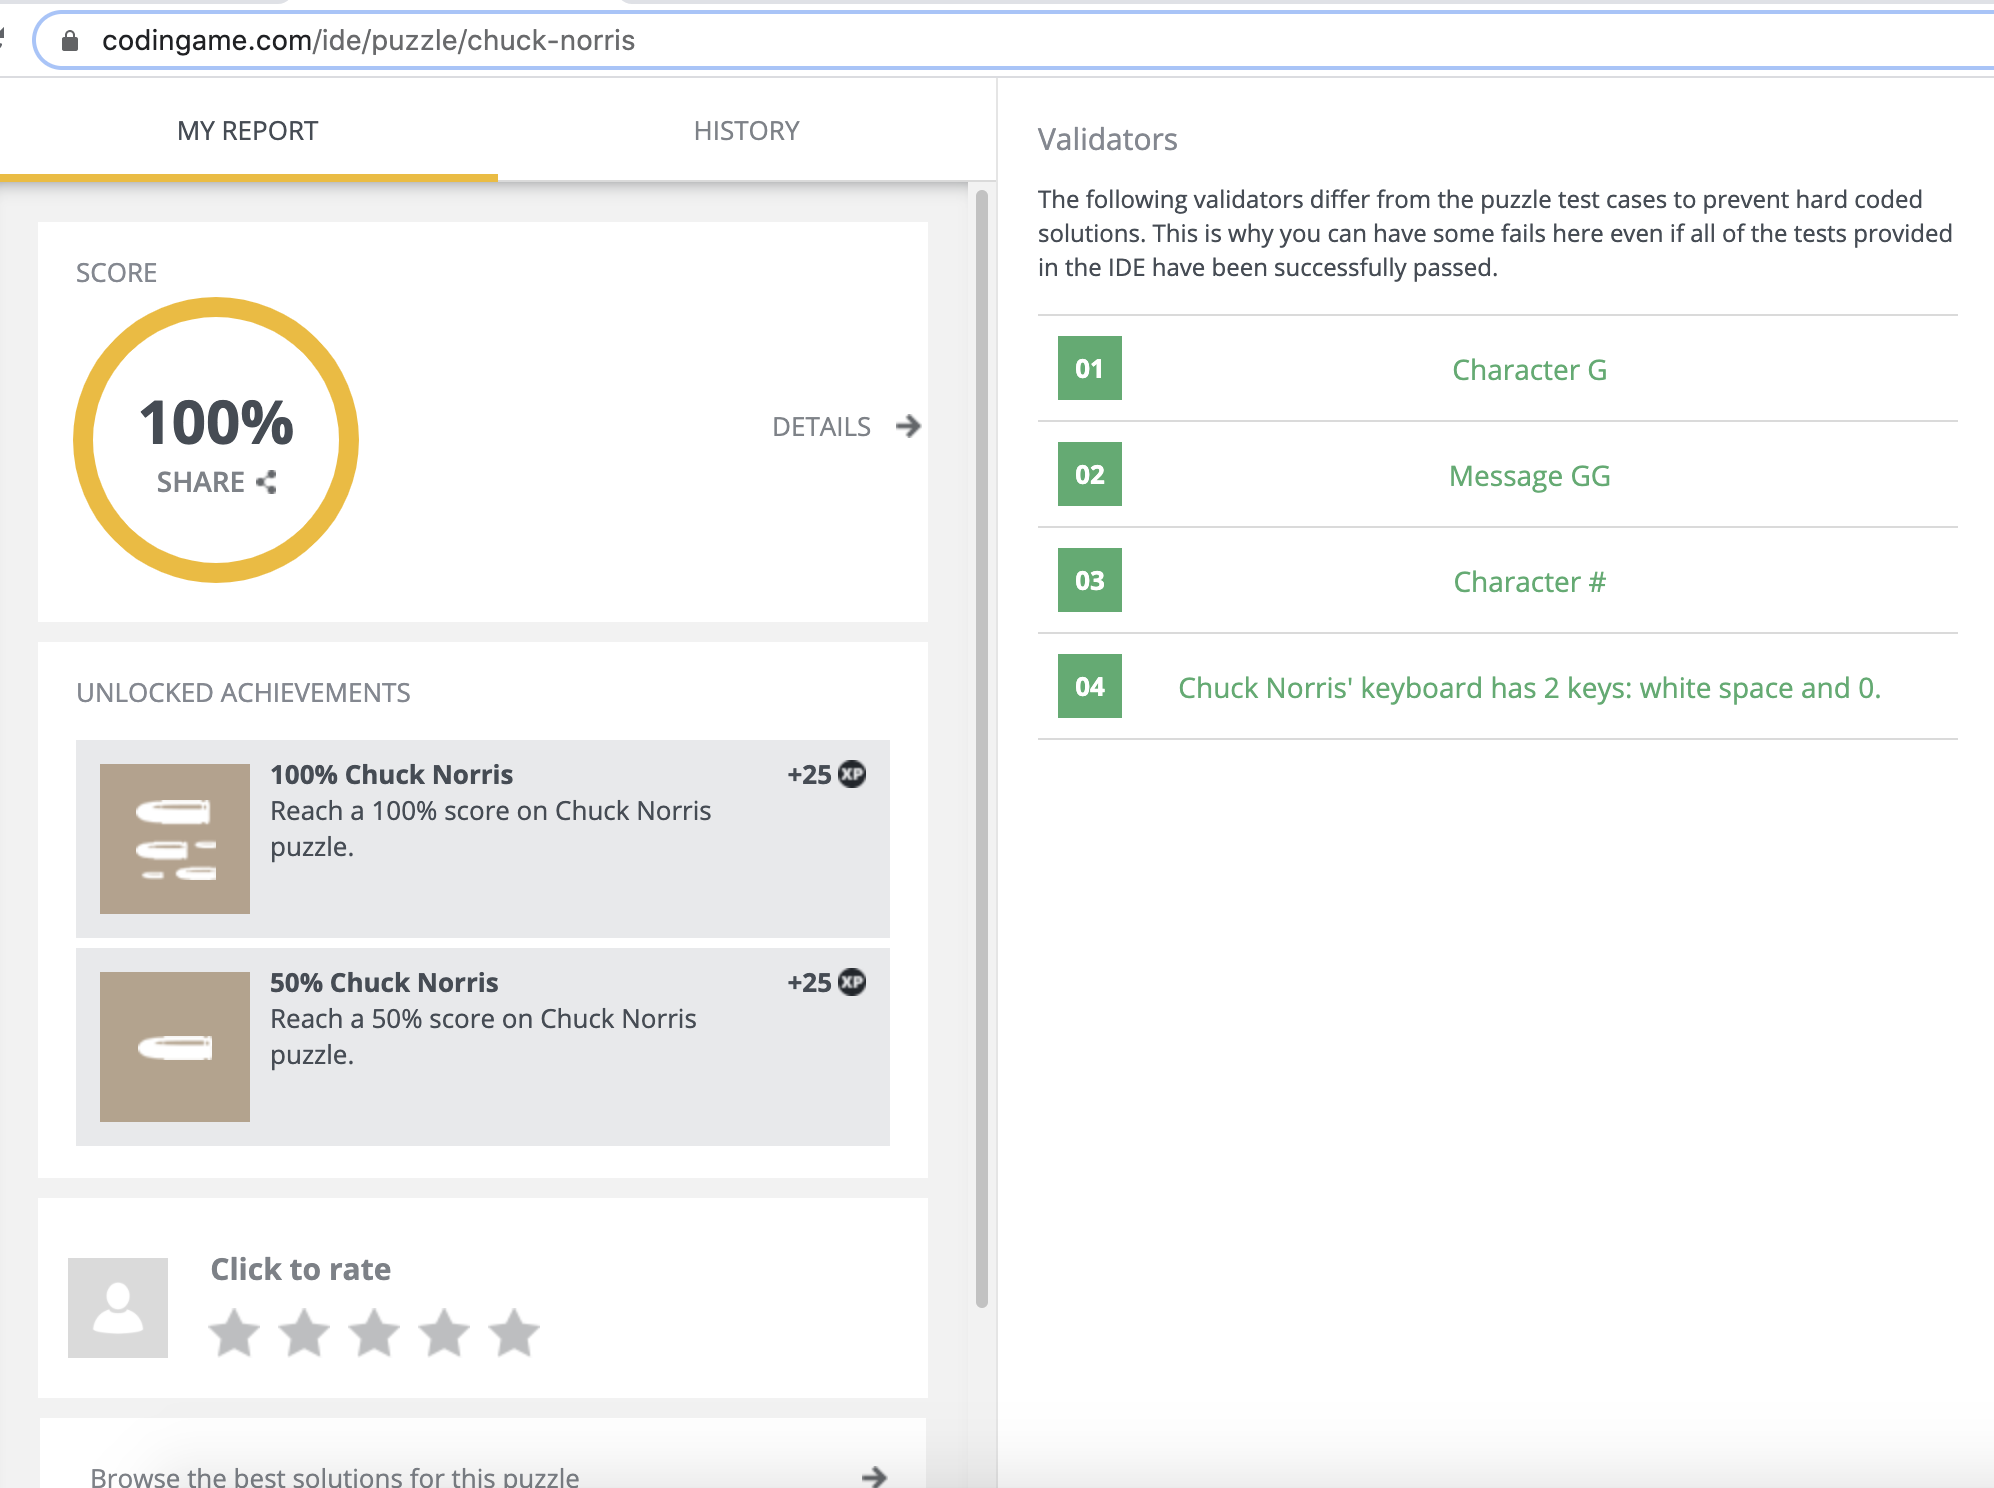 codingame.com/ide/puzzle/chuck-norris
MY REPORT
HISTORY
SCORE
100%
SHARE
DETAILS
UNLOCKED ACHIEVEMENTS
100% Chuck Norris
+25 XP
Reach a 100% score on Chuck Norris
puzzle.
50% Chuck Norris
+25 XP
Reach a 50% score on Chuck Norris
puzzle.
Click to rate
Browse the best solutions for this puzzle
Validators
The following validators differ from the puzzle test cases to prevent hard coded
solutions. This is why you can have some fails here even if all of the tests provided
in the IDE have been successfully passed.
01 Character G
02 Message GG
03 Character #
04 Chuck Norris' keyboard has 2 keys: white space and 0.